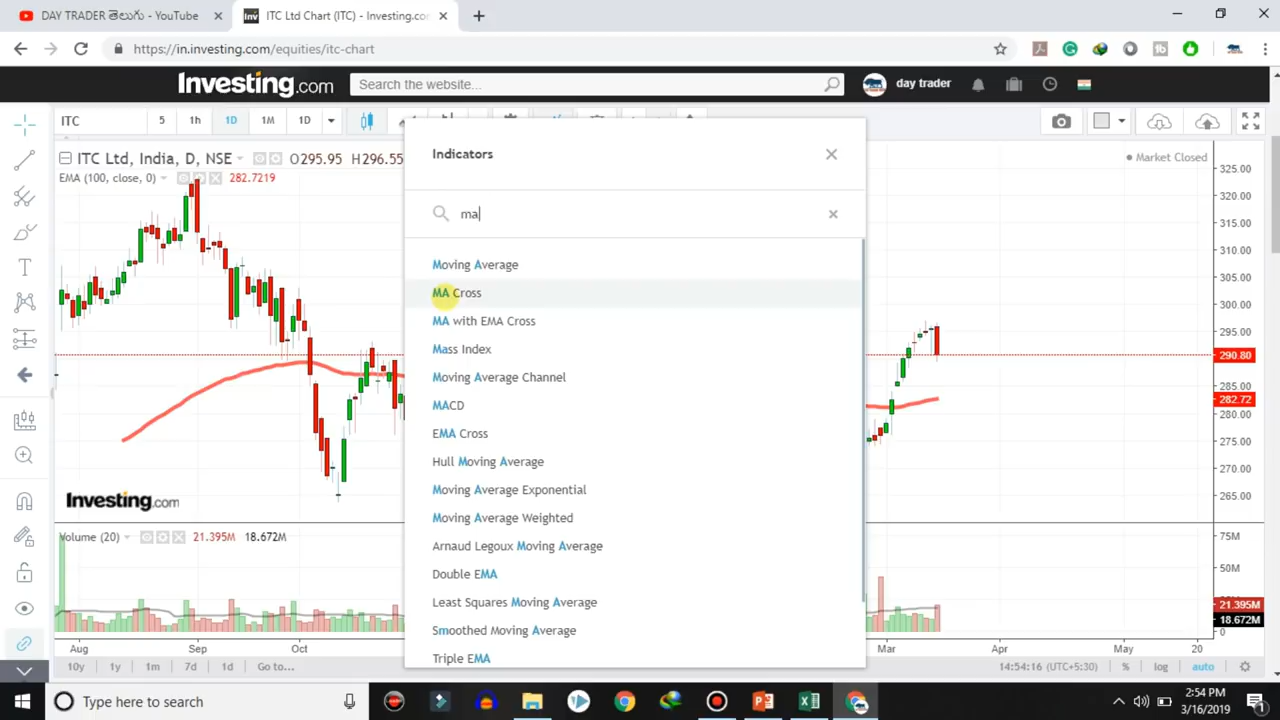 DAY TRADER తెలుగు - YouTube
ITC Ltd Chart (ITC) - Investing.com
https://in.investing.com/equities/itc-chart
Investing.com
Search the website...
day trader
ITC
5
1h
1D
1M
1D
ITC Ltd, India, D, NSE
O295.95
H296.55
EMA (100, close, 0)
282.7219
Market Closed
Indicators
ma
Moving Average
MA Cross
MA with EMA Cross
Mass Index
Moving Average Channel
MACD
EMA Cross
Hull Moving Average
Moving Average Exponential
Moving Average Weighted
Arnaud Legoux Moving Average
Double EMA
Least Squares Moving Average
Smoothed Moving Average
Triple EMA
325.00
320.00
315.00
310.00
305.00
300.00
295.00
290.80
285.00
282.72
280.00
275.00
270.00
265.00
Investing.com
Volume (20)
21.395M
18.672M
75M
50M
21.395M
18.672M
0
Aug
Sep
Oct
Mar
Apr
May
20
10y
1y
1m
7d
1d
Go to...
14:54:16 (UTC+5:30)
%
log
auto
Type here to search
2:54 PM
3/16/2019
1